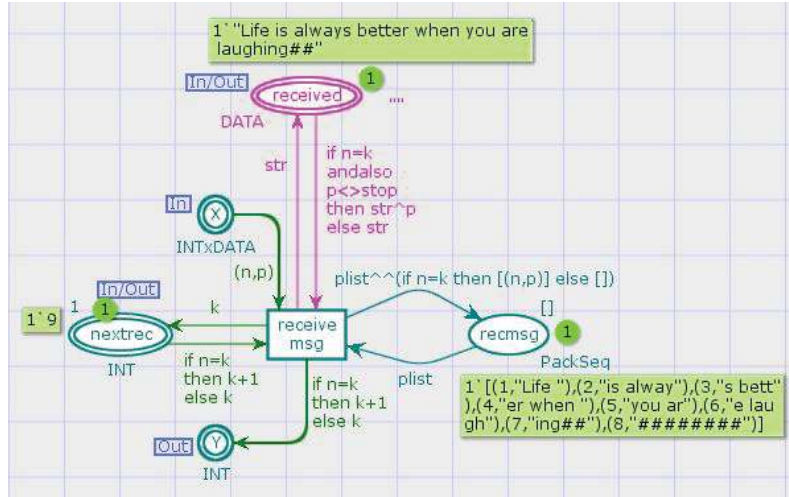 1`"Life is always better when you are
laughing##"
In/Out
received
1
""
DATA
str
if n=k
andalso
p<>stop
then str^p
else str
In
X
INTxDATA
(n,p)
plist^^(if n=k then [(n,p)] else [])
In/Out
1
1
k
1`9
nextrec
receive
msg
[]
recmsg
1
INT
if n=k
then k+1
else k
if n=k
then k+1
else k
plist
PackSeq
1`[(1,"Life "),(2,"is alway"),(3,"s bett"
),(4,"er when "),(5,"you ar"),(6,"e lau
gh"),(7,"ing##"),(8,"########")]
Out
Y
INT